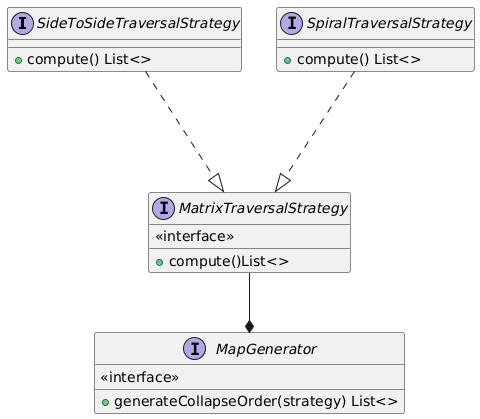 I SideToSideTraversalStrategy
compute() List<>
I SpiralTraversalStrategy
compute() List<>
I MatrixTraversalStrategy
«interface»
compute()List<>
I MapGenerator
«interface»
generateCollapseOrder(strategy) List<>